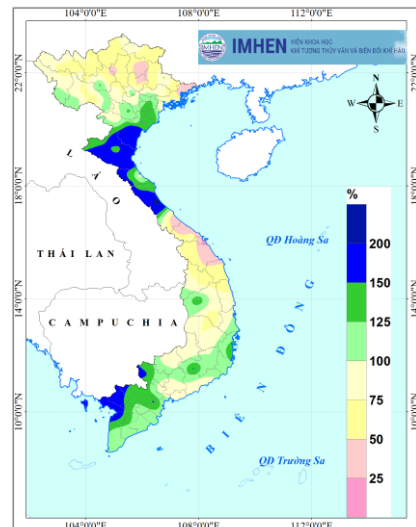 104°0'0"E 108°0'0"E 112°0'0"E
IMHEN VIỆN KHOA HỌC
KHÍ TƯỢNG THỦY VĂN VÀ BIẾN ĐỔI KHÍ HẬU
22°0'0"N
N
W E
S
LÀO
18°0'0"N
%
THÁI LAN
QĐ Hoàng Sa
200
150
14°0'0"N
CAMPUCHIA
125
100
BIỂN ĐÔNG
75
10°0'0"N
50
QĐ Trường Sa
25
104°0'0"E 108°0'0"E 112°0'0"E